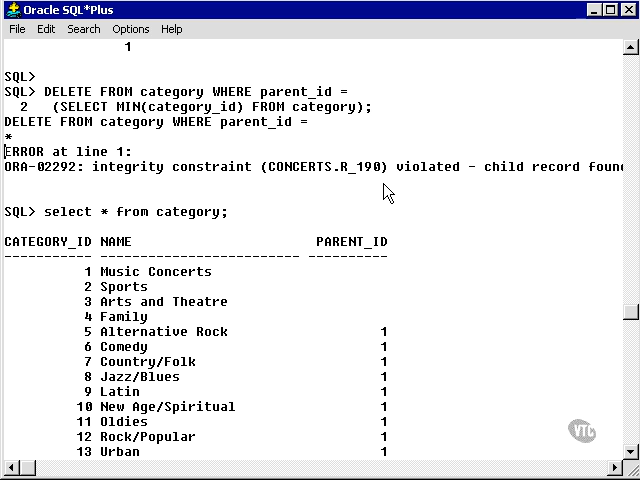 Oracle SQL*Plus
File Edit Search Options Help
1
SQL>
SQL> DELETE FROM category WHERE parent_id =
2 (SELECT MIN(category_id) FROM category);
DELETE FROM category WHERE parent_id =
*
ERROR at line 1:
ORA-02292: integrity constraint (CONCERTS.R_190) violated - child record foun
SQL> select * from category;
CATEGORY_ID NAME PARENT_ID
----------- ------------------------- ----------
1 Music Concerts
2 Sports
3 Arts and Theatre
4 Family
5 Alternative Rock 1
6 Comedy 1
7 Country/Folk 1
8 Jazz/Blues 1
9 Latin 1
10 New Age/Spiritual 1
11 Oldies 1
12 Rock/Popular 1
13 Urban 1
VTC